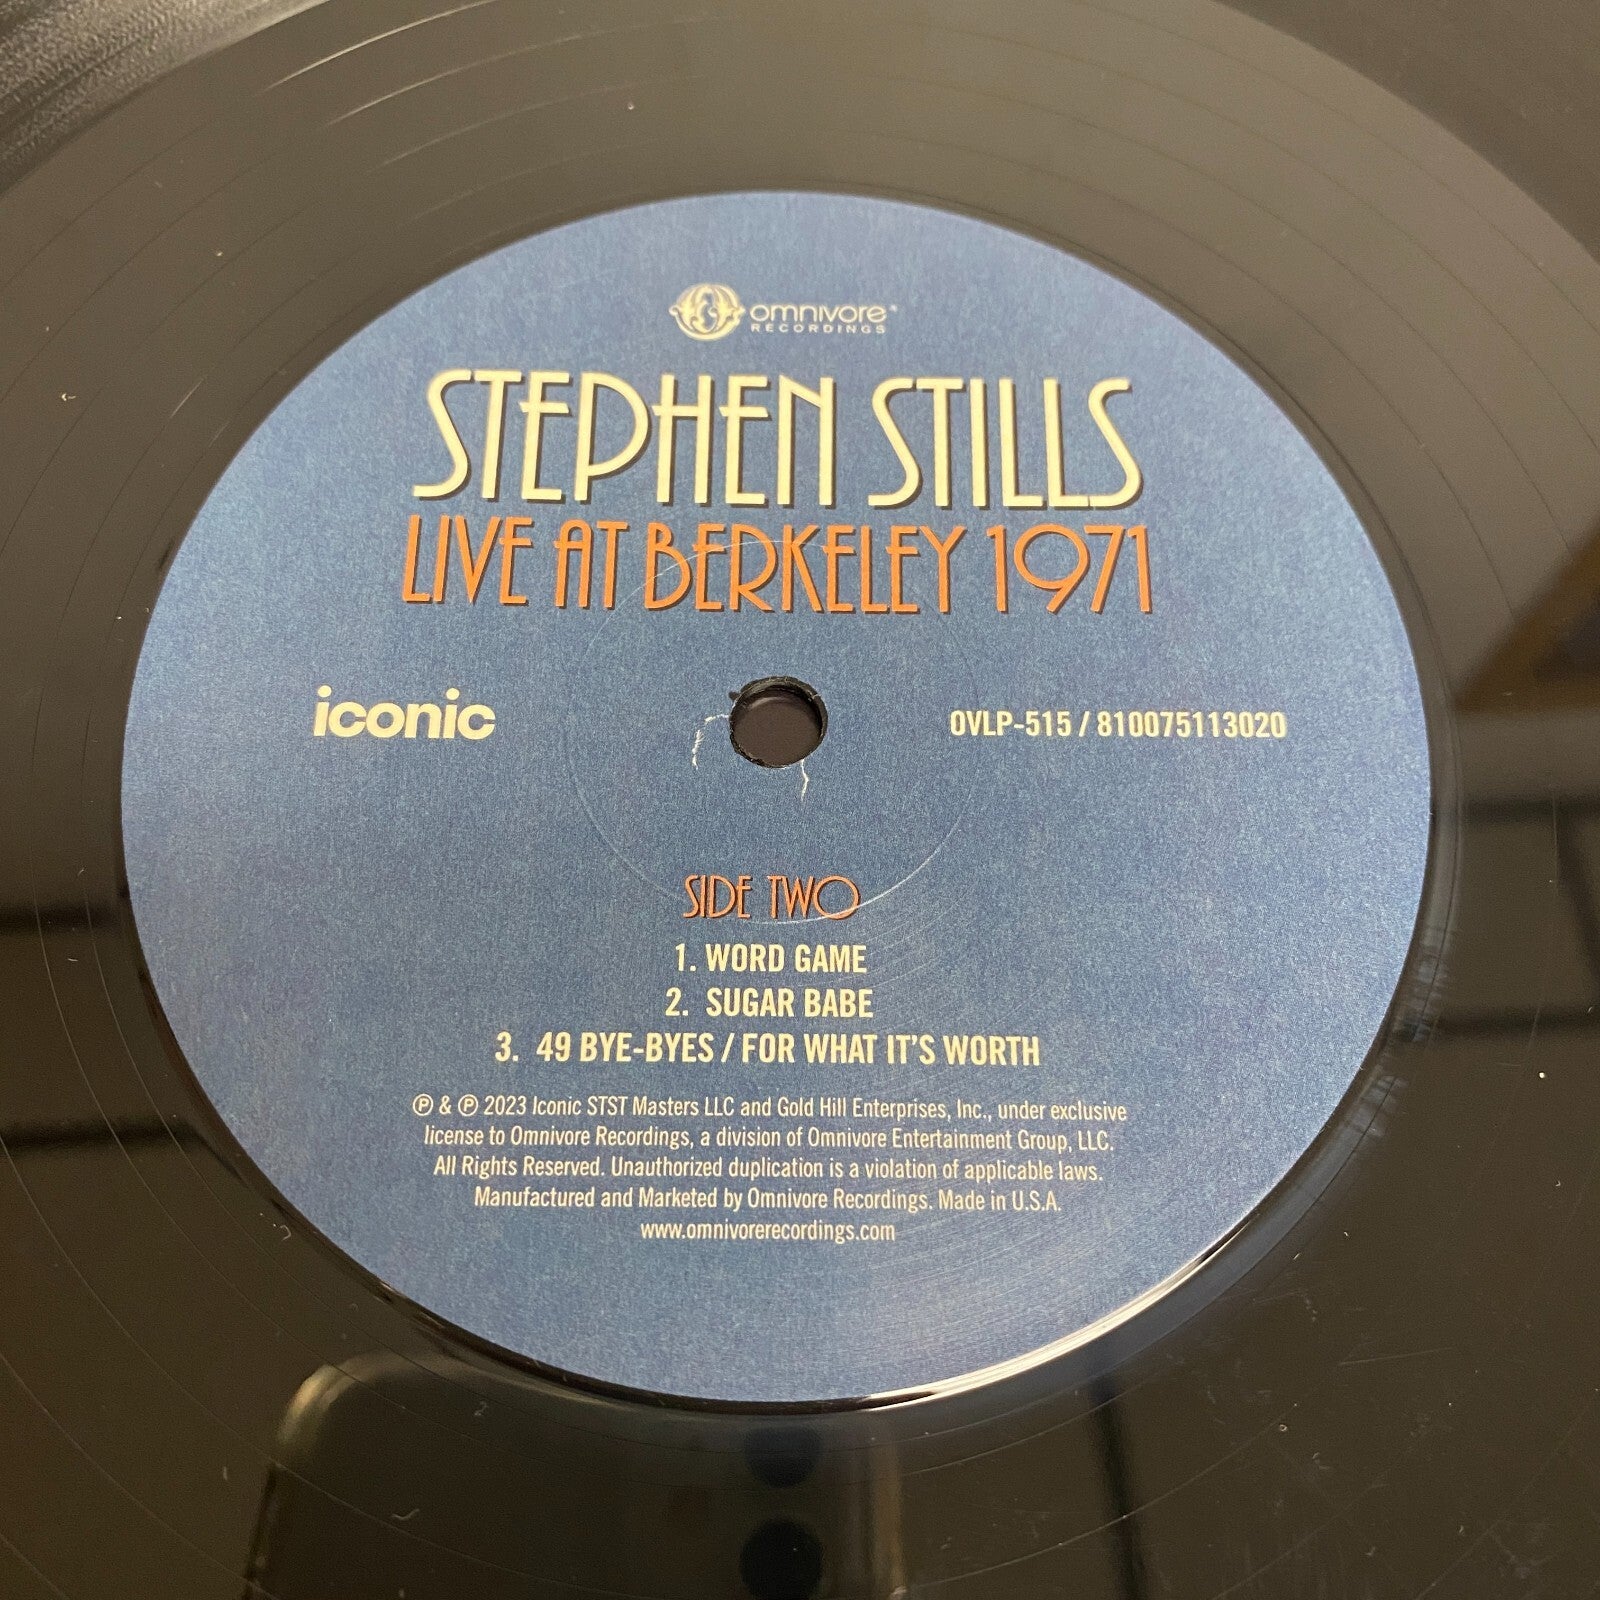 omnivore
RECORDINGS
STEPHEN STILLS
LIVE AT BERKELEY 1971
iconic
OVLP-515 / 810075113020
SIDE TWO
1. WORD GAME
2. SUGAR BABE
3. 49 BYE-BYES / FOR WHAT IT'S WORTH
℗ & ℗ 2023 Iconic STST Masters LLC and Gold Hill Enterprises, Inc., under exclusive
license to Omnivore Recordings, a division of Omnivore Entertainment Group, LLC.
All Rights Reserved. Unauthorized duplication is a violation of applicable laws.
Manufactured and Marketed by Omnivore Recordings. Made in U.S.A.
www.omnivorerecordings.com